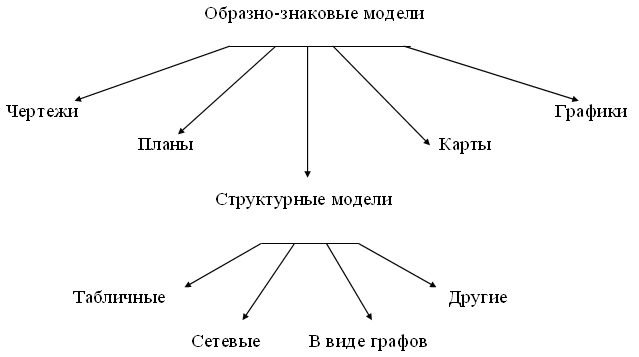 Образно-знаковые модели
Чертежи
Графики
Планы
Карты
Структурные модели
Табличные
Другие
Сетевые
В виде графов